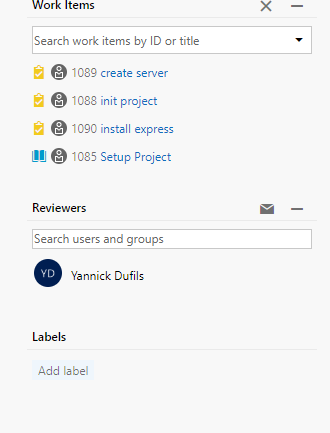 Work Items
Search work items by ID or title
1089 create server
1088 init project
1090 install express
1085 Setup Project
Reviewers
Search users and groups
YD
Yannick Dufils
Labels
Add label